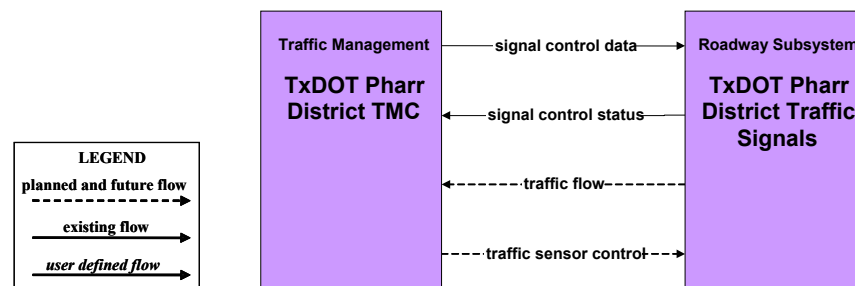 Traffic Management
TxDOT Pharr
District TMC
signal control data
signal control status
traffic flow
traffic sensor control
Roadway Subsystem
TxDOT Pharr
District Traffic
Signals
LEGEND
planned and future flow
existing flow
user defined flow